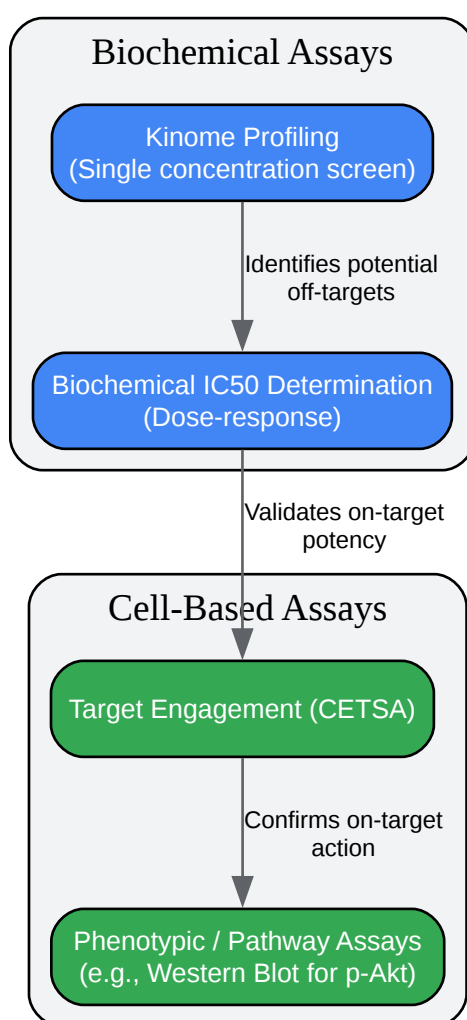 Biochemical Assays
Kinome Profiling
(Single concentration screen)
Identifies potential
off-targets
Biochemical IC50 Determination
(Dose-response)
Validates on-target
potency
Cell-Based Assays
Target Engagement (CETSA)
Confirms on-target
action
Phenotypic / Pathway Assays
(e.g., Western Blot for p-Akt)